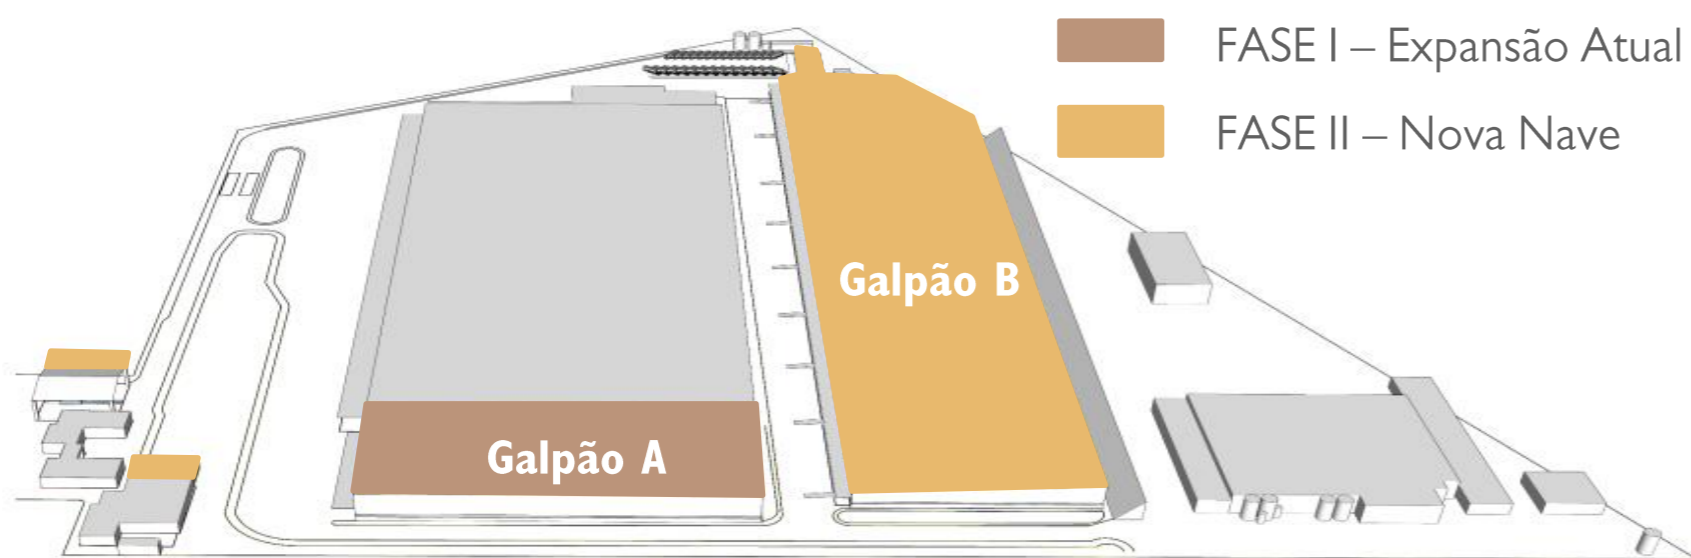 FASE I – Expansão Atual
FASE II – Nova Nave
Galpão B
Galpão A